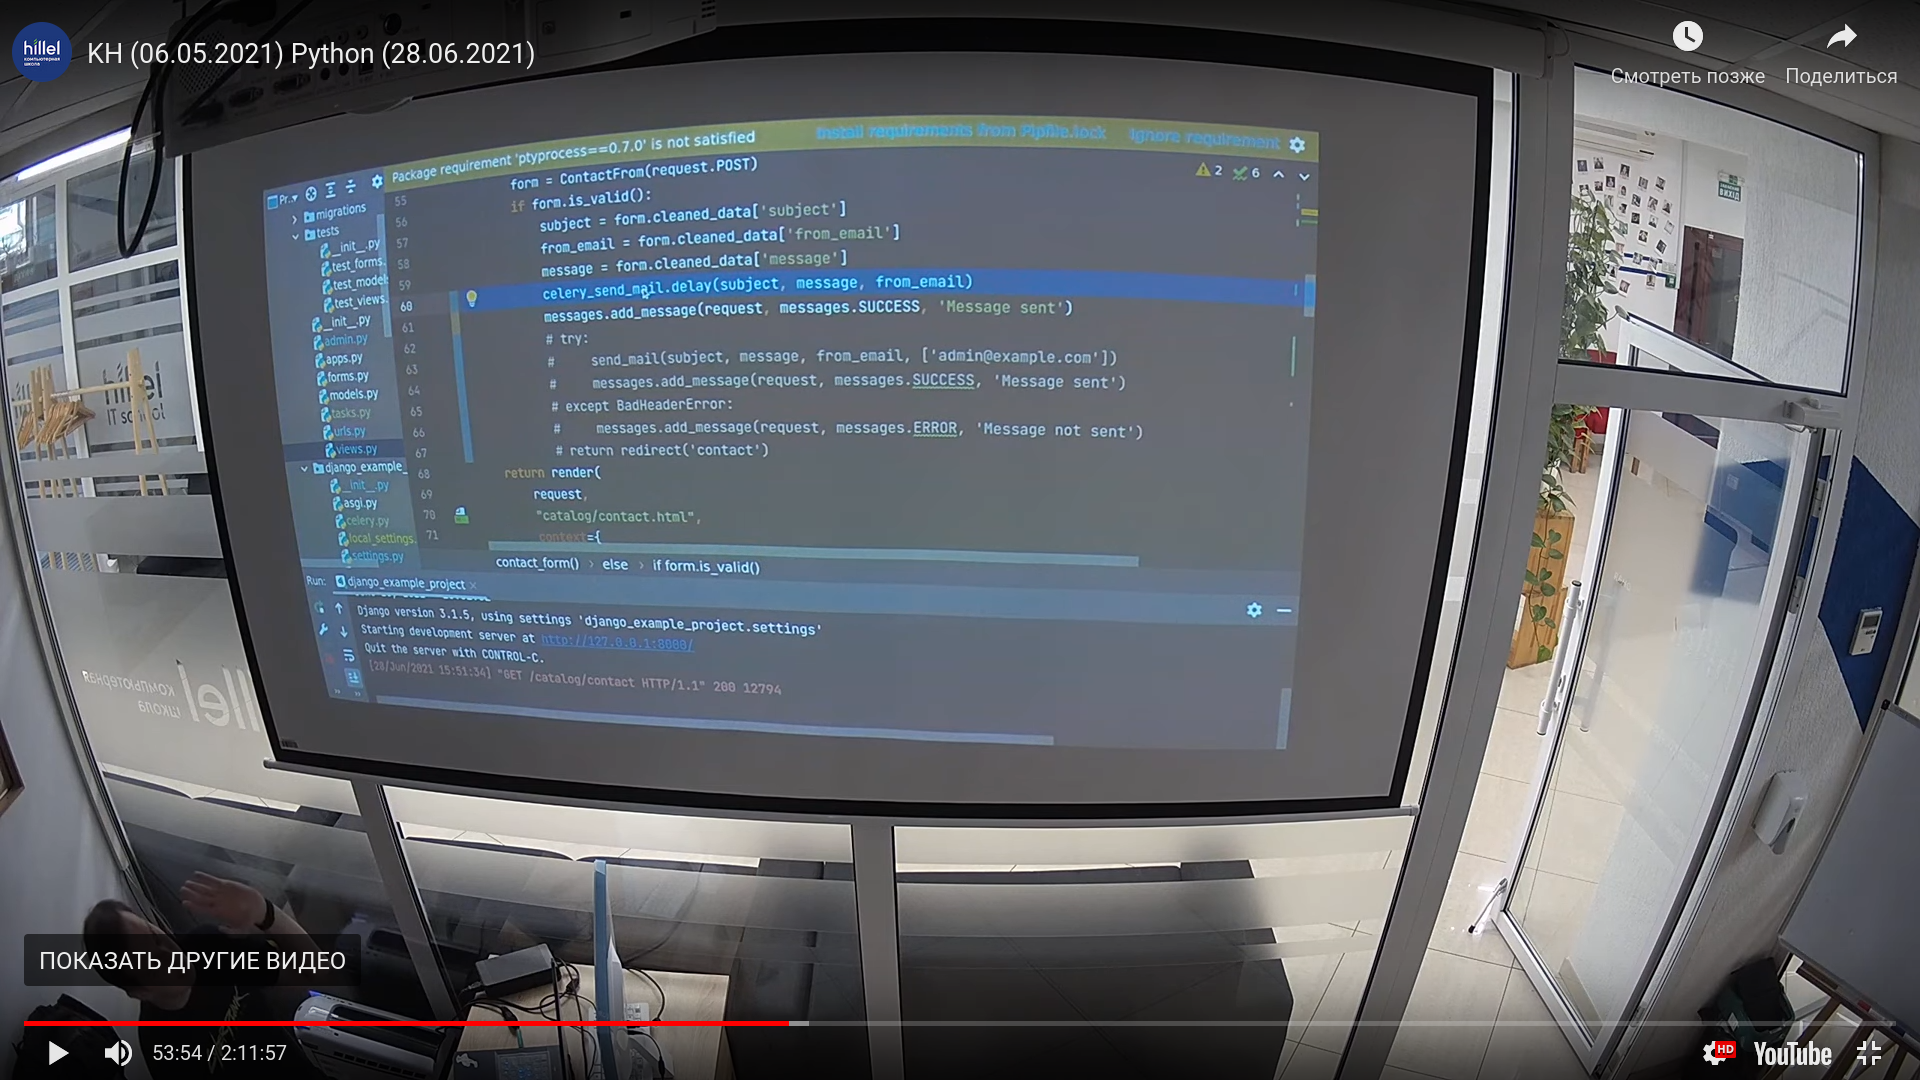 hillel
компьютерная
школа
KH (06.05.2021) Python (28.06.2021)
Смотреть позже
Поделиться
Package requirement 'ptyprocess==0.7.0' is not satisfied
Install requirements from Pipfile.lock
Ignore requirement
Pr..
migrations
tests
__init__.py
test_forms.
test_models
test_views.
__init__.py
admin.py
apps.py
forms.py
models.py
tasks.py
urls.py
views.py
django_example_
__init__.py
asgi.py
celery.py
local_settings.
settings.py
2 6
form = ContactFrom(request.POST)
55 if form.is_valid():
56 subject = form.cleaned_data['subject']
57 from_email = form.cleaned_data['from_email']
58 message = form.cleaned_data['message']
59 celery_send_mail.delay(subject, message, from_email)
60 messages.add_message(request, messages.SUCCESS, 'Message sent')
61 # try:
62 # send_mail(subject, message, from_email, ['admin@example.com'])
63 # messages.add_message(request, messages.SUCCESS, 'Message sent')
64 # except BadHeaderError:
65 # messages.add_message(request, messages.ERROR, 'Message not sent')
66 # return redirect('contact')
67 return render(
68 request,
69 "catalog/contact.html",
70 context={
71
contact_form() › else › if form.is_valid()
Run: django_example_project ×
Django version 3.1.5, using settings 'django_example_project.settings'
Starting development server at http://127.0.0.1:8000/
Quit the server with CONTROL-C.
[28/Jun/2021 15:51:34] "GET /catalog/contact HTTP/1.1" 200 12794
hillel
IT school
hillel
компьютерная
школа
ВИХІД
ПОКАЗАТЬ ДРУГИЕ ВИДЕО
53:54 / 2:11:57
HD
YouTube